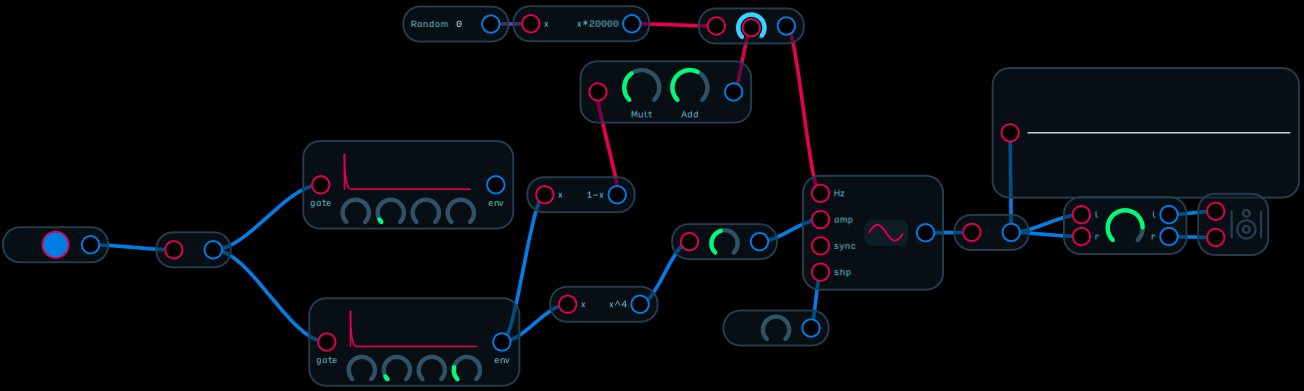 Random 0
x x*20000
Mult Add
gate env
x 1-x
Hz
amp
sync
shp
l l
r r
x x^4
gate env